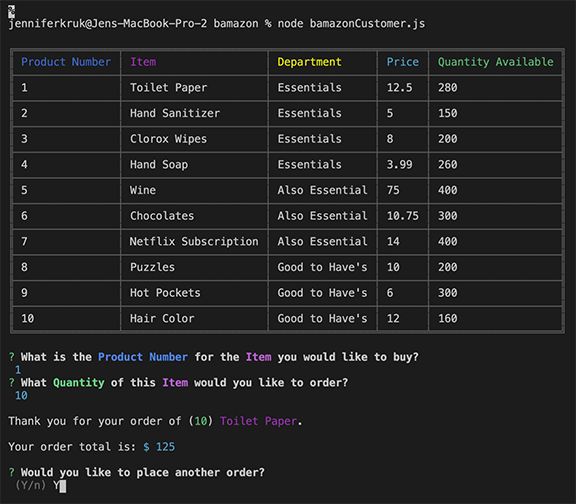 %
jenniferkruk@Jens-MacBook-Pro-2 bamazon % node bamazonCustomer.js
Product Number Item Department Price Quantity Available
1 Toilet Paper Essentials 12.5 280
2 Hand Sanitizer Essentials 5 150
3 Clorox Wipes Essentials 8 200
4 Hand Soap Essentials 3.99 260
5 Wine Also Essential 75 400
6 Chocolates Also Essential 10.75 300
7 Netflix Subscription Also Essential 14 400
8 Puzzles Good to Have's 10 200
9 Hot Pockets Good to Have's 6 300
10 Hair Color Good to Have's 12 160
? What is the Product Number for the Item you would like to buy?
1
? What Quantity of this Item would you like to order?
10
Thank you for your order of (10) Toilet Paper.
Your order total is: $ 125
? Would you like to place another order?
(Y/n) Y